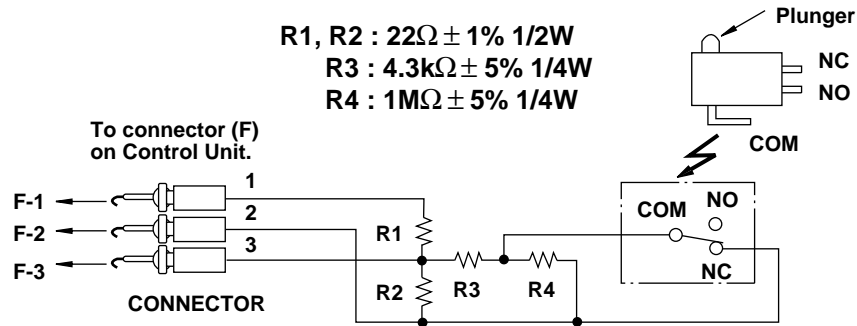 R1, R2 : 22Ω ± 1% 1/2W
R3 : 4.3kΩ ± 5% 1/4W
R4 : 1MΩ ± 5% 1/4W
Plunger
NC
NO
COM
To connector (F)
on Control Unit.
F-1
1
F-2
2
F-3
3
CONNECTOR
R1
R2
R3
R4
COM
NO
NC